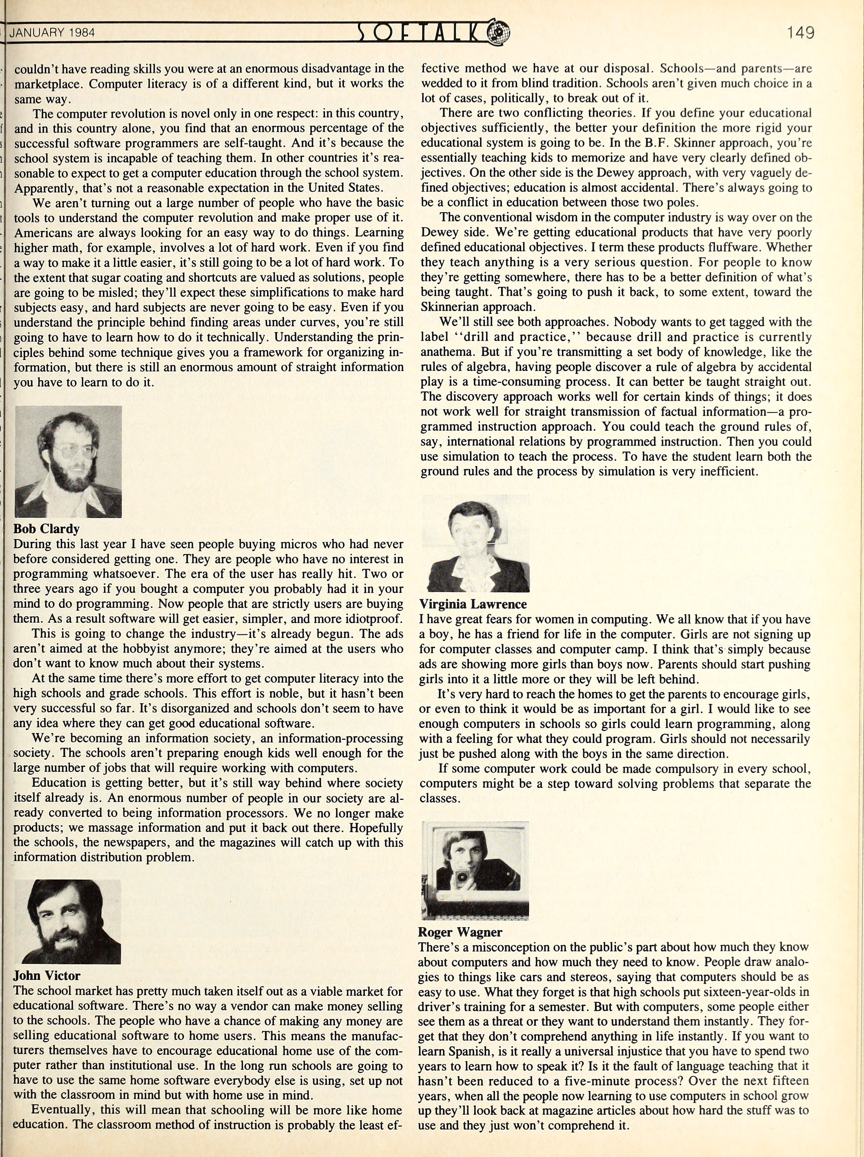 JANUARY 1984
SOFTALK
149
couldn't have reading skills you were at an enormous disadvantage in the
marketplace. Computer literacy is of a different kind, but it works the
same way.
The computer revolution is novel only in one respect: in this country,
and in this country alone, you find that an enormous percentage of the
successful software programmers are self-taught. And it's because the
school system is incapable of teaching them. In other countries it's rea-
sonable to expect to get a computer education through the school system.
Apparently, that's not a reasonable expectation in the United States.
We aren't turning out a large number of people who have the basic
tools to understand the computer revolution and make proper use of it.
Americans are always looking for an easy way to do things. Learning
higher math, for example, involves a lot of hard work. Even if you find
a way to make it a little easier, it's still going to be a lot of hard work. To
the extent that sugar coating and shortcuts are valued as solutions, people
are going to be misled; they'll expect these simplifications to make hard
subjects easy, and hard subjects are never going to be easy. Even if you
understand the principle behind finding areas under curves, you're still
going to have to learn how to do it technically. Understanding the prin-
ciples behind some technique gives you a framework for organizing in-
formation, but there is still an enormous amount of straight information
you have to learn to do it.
Bob Clardy
During this last year I have seen people buying micros who had never
before considered getting one. They are people who have no interest in
programming whatsoever. The era of the user has really hit. Two or
three years ago if you bought a computer you probably had it in your
mind to do programming. Now people that are strictly users are buying
them. As a result software will get easier, simpler, and more idiotproof.
This is going to change the industry—it's already begun. The ads
aren't aimed at the hobbyist anymore; they're aimed at the users who
don't want to know much about their systems.
At the same time there's more effort to get computer literacy into the
high schools and grade schools. This effort is noble, but it hasn't been
very successful so far. It's disorganized and schools don't seem to have
any idea where they can get good educational software.
We're becoming an information society, an information-processing
society. The schools aren't preparing enough kids well enough for the
large number of jobs that will require working with computers.
Education is getting better, but it's still way behind where society
itself already is. An enormous number of people in our society are al-
ready converted to being information processors. We no longer make
products; we massage information and put it back out there. Hopefully
the schools, the newspapers, and the magazines will catch up with this
information distribution problem.
John Victor
The school market has pretty much taken itself out as a viable market for
educational software. There's no way a vendor can make money selling
to the schools. The people who have a chance of making any money are
selling educational software to home users. This means the manufac-
turers themselves have to encourage educational home use of the com-
puter rather than institutional use. In the long run schools are going to
have to use the same home software everybody else is using, set up not
with the classroom in mind but with home use in mind.
Eventually, this will mean that schooling will be more like home
education. The classroom method of instruction is probably the least ef-
fective method we have at our disposal. Schools—and parents—are
wedded to it from blind tradition. Schools aren't given much choice in a
lot of cases, politically, to break out of it.
There are two conflicting theories. If you define your educational
objectives sufficiently, the better your definition the more rigid your
educational system is going to be. In the B.F. Skinner approach, you're
essentially teaching kids to memorize and have very clearly defined ob-
jectives. On the other side is the Dewey approach, with very vaguely de-
fined objectives; education is almost accidental. There's always going to
be a conflict in education between those two poles.
The conventional wisdom in the computer industry is way over on the
Dewey side. We're getting educational products that have very poorly
defined educational objectives. I term these products fluffware. Whether
they teach anything is a very serious question. For people to know
they're getting somewhere, there has to be a better definition of what's
being taught. That's going to push it back, to some extent, toward the
Skinnerian approach.
We'll still see both approaches. Nobody wants to get tagged with the
label "drill and practice," because drill and practice is currently
anathema. But if you're transmitting a set body of knowledge, like the
rules of algebra, having people discover a rule of algebra by accidental
play is a time-consuming process. It can better be taught straight out.
The discovery approach works well for certain kinds of things; it does
not work well for straight transmission of factual information—a pro-
grammed instruction approach. You could teach the ground rules of,
say, international relations by programmed instruction. Then you could
use simulation to teach the process. To have the student learn both the
ground rules and the process by simulation is very inefficient.
Virginia Lawrence
I have great fears for women in computing. We all know that if you have
a boy, he has a friend for life in the computer. Girls are not signing up
for computer classes and computer camp. I think that's simply because
ads are showing more girls than boys now. Parents should start pushing
girls into it a little more or they will be left behind.
It's very hard to reach the homes to get the parents to encourage girls,
or even to think it would be as important for a girl. I would like to see
enough computers in schools so girls could learn programming, along
with a feeling for what they could program. Girls should not necessarily
just be pushed along with the boys in the same direction.
If some computer work could be made compulsory in every school,
computers might be a step toward solving problems that separate the
classes.
Roger Wagner
There's a misconception on the public's part about how much they know
about computers and how much they need to know. People draw analo-
gies to things like cars and stereos, saying that computers should be as
easy to use. What they forget is that high schools put sixteen-year-olds in
driver's training for a semester. But with computers, some people either
see them as a threat or they want to understand them instantly. They for-
get that they don't comprehend anything in life instantly. If you want to
learn Spanish, is it really a universal injustice that you have to spend two
years to learn how to speak it? Is it the fault of language teaching that it
hasn't been reduced to a five-minute process? Over the next fifteen
years, when all the people now learning to use computers in school grow
up they'll look back at magazine articles about how hard the stuff was to
use and they just won't comprehend it.